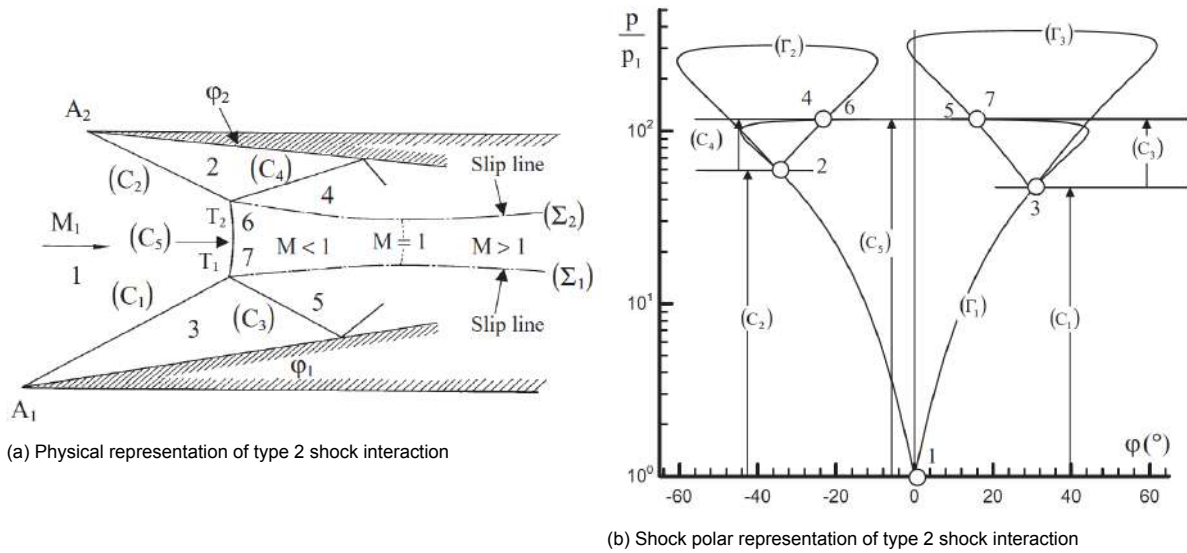 A₂
φ₂
2
(C₄)
(C₂)
4
Slip line
T₂
6
(Σ₂)
M₁
(C₅)
M < 1
M = 1
M > 1
1
T₁
7
(Σ₁)
(C₁)
3
(C₃)
5
Slip line
φ₁
A₁
(a) Physical representation of type 2 shock interaction
p
p₁
(Γ₂)
(Γ₃)
4
6
5
7
10²
(C₄)
(C₃)
2
3
(C₅)
10¹
(C₂)
(Γ₁)
(C₁)
φ(°)
1
10⁰
-60
-40
-20
0
20
40
60
(b) Shock polar representation of type 2 shock interaction